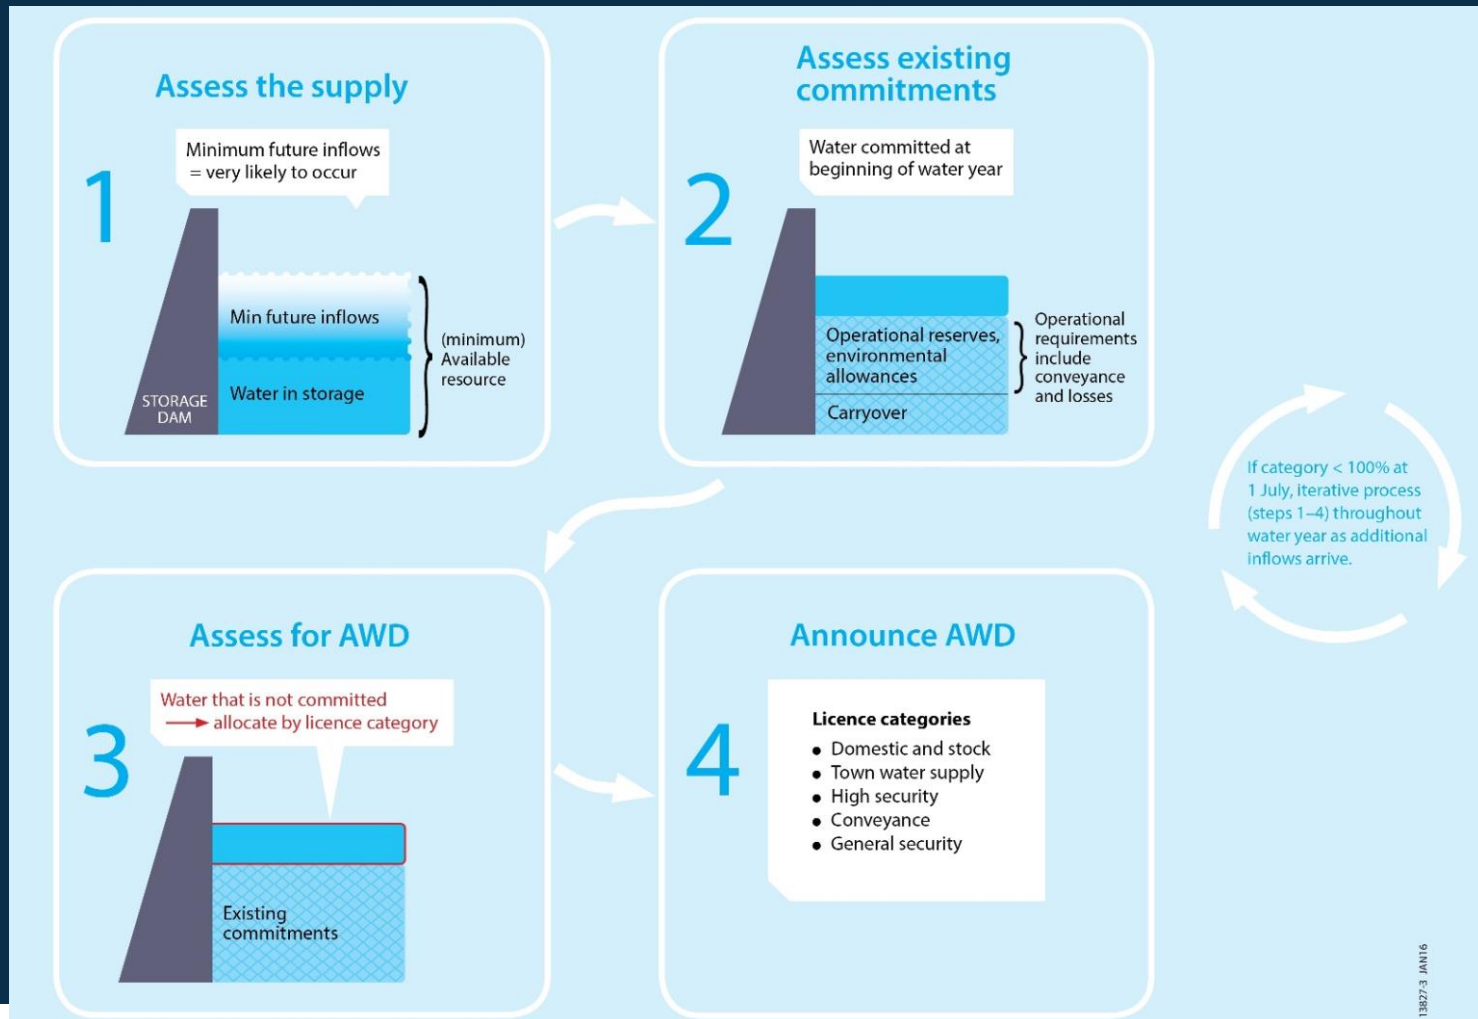 Assess the supply
1
Minimum future inflows
= very likely to occur
Min future inflows
Water in storage
STORAGE
DAM
(minimum)
Available
resource
Assess existing
commitments
2
Water committed at
beginning of water year
Operational reserves,
environmental
allowances
Carryover
Operational
requirements
include
conveyance
and losses
Assess for AWD
3
Water that is not committed
allocate by licence category
Existing
commitments
Announce AWD
4
Licence categories
● Domestic and stock
● Town water supply
● High security
● Conveyance
● General security
If category < 100% at
1 July, iterative process
(steps 1–4) throughout
water year as additional
inflows arrive.
13827-3 JAN16